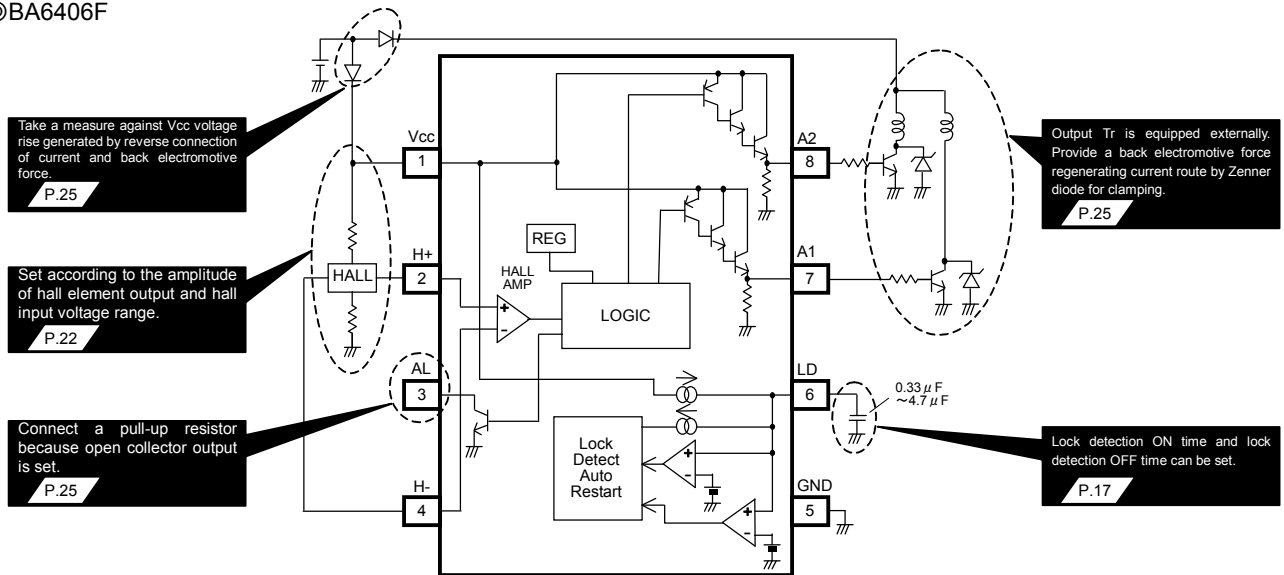 BA6406F
Take a measure against Vcc voltage
rise generated by reverse connection
of current and back electromotive
force.
P.25
Set according to the amplitude
of hall element output and hall
input voltage range.
P.22
Connect a pull-up resistor
because open collector output
is set.
P.25
Vcc
1
H+
2
HALL
AL
3
H-
4
HALL
AMP
+
-
REG
LOGIC
Lock
Detect
Auto
Restart
+
-
+
-
A2
8
A1
7
LD
6
GND
5
0.33 μ F
~4.7 μ F
Output Tr is equipped externally.
Provide a back electromotive force
regenerating current route by Zenner
diode for clamping.
P.25
Lock detection ON time and lock
detection OFF time can be set.
P.17